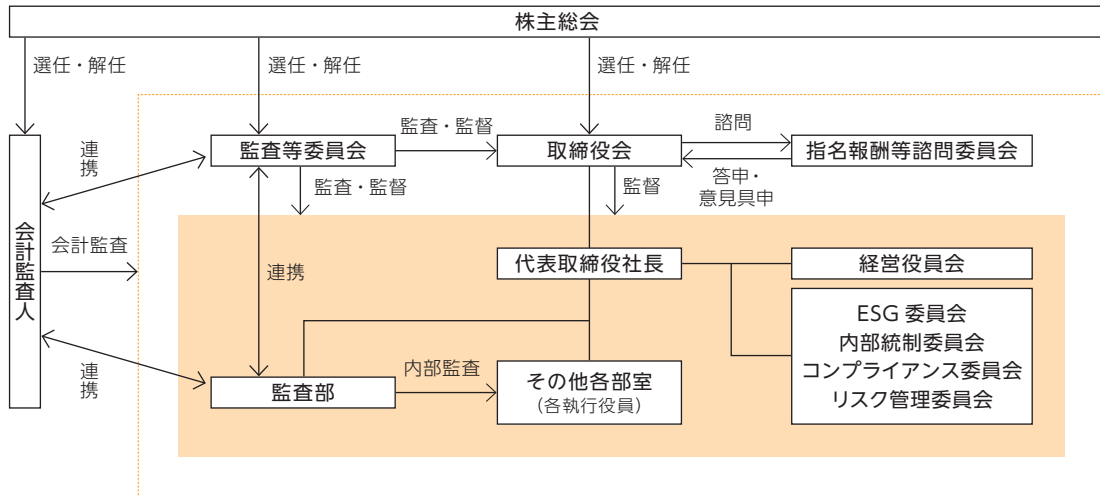 株主総会
選任・解任
選任・解任
選任・解任
連携
監査等委員会
監査・監督
取締役会
諮問
指名報酬等諮問委員会
答申・
意見具申
監査・監督
監督
会計監査人
会計監査
連携
代表取締役社長
経営役員会
ESG 委員会
内部統制委員会
コンプライアンス委員会
リスク管理委員会
連携
監査部
内部監査
その他各部室
（各執行役員）